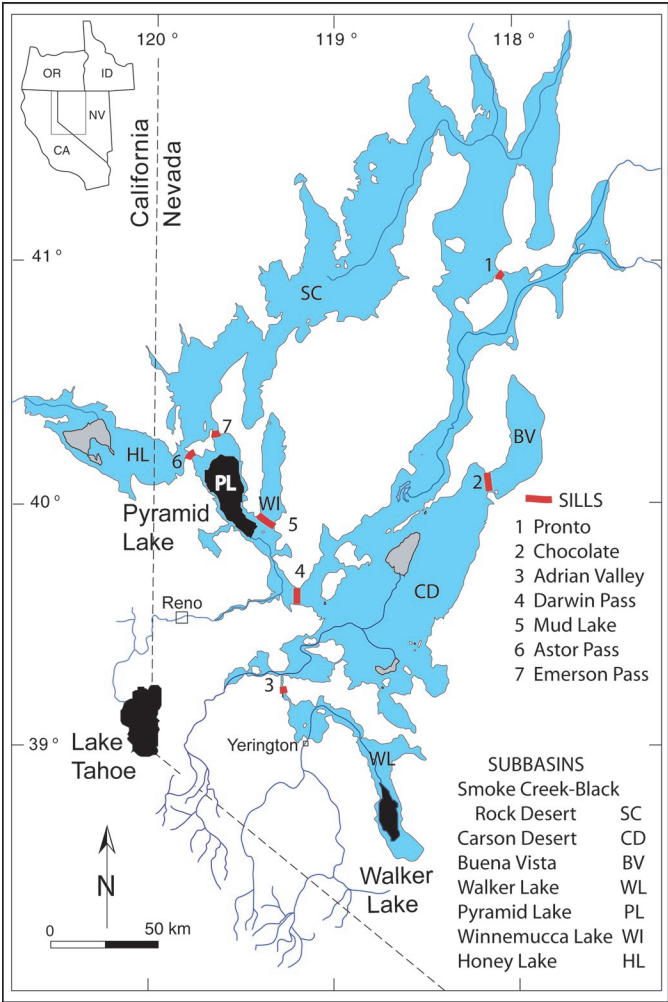 120 °
119 °
118 °
OR
ID
NV
CA
California
Nevada
41 °
1
SC
7
HL
6
PL
WI
BV
2
40 °
5
Pyramid
Lake
4
CD
SILLS
1 Pronto
2 Chocolate
3 Adrian Valley
4 Darwin Pass
5 Mud Lake
6 Astor Pass
7 Emerson Pass
Reno
3
39 °
Lake
Tahoe
Yerington
WL
Walker
Lake
N
0
50 km
SUBBASINS
Smoke Creek-Black
Rock Desert SC
Carson Desert CD
Buena Vista BV
Walker Lake WL
Pyramid Lake PL
Winnemucca Lake WI
Honey Lake HL